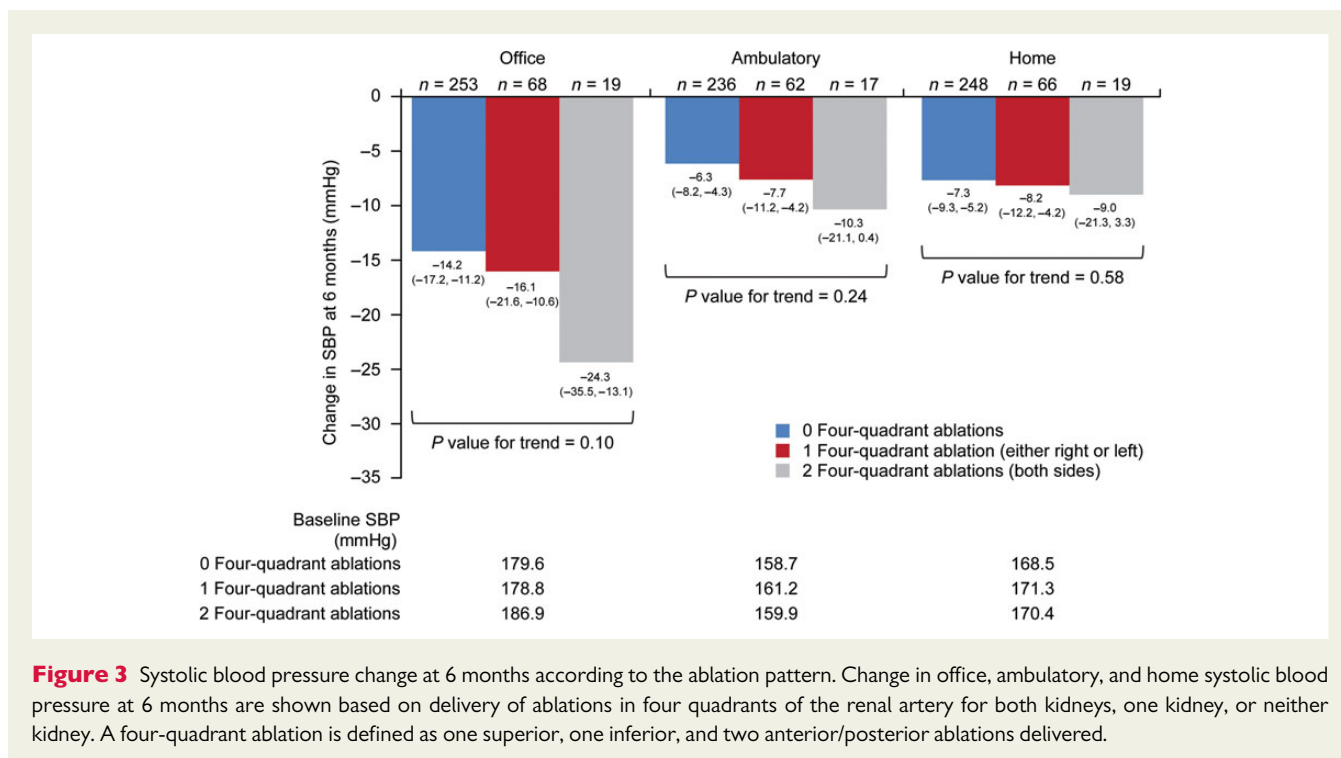 Office Ambulatory Home
n = 253 n = 68 n = 19 n = 236 n = 62 n = 17 n = 248 n = 66 n = 19
Change in SBP at 6 months (mmHg)
0
–5
–10
–15
–20
–25
–30
–35
–14.2
(–17.2, –11.2)
–16.1
(–21.6, –10.6)
–24.3
(–35.5, –13.1)
P value for trend = 0.10
–6.3
(–8.2, –4.3)
–7.7
(–11.2, –4.2)
–10.3
(–21.1, 0.4)
P value for trend = 0.24
–7.3
(–9.3, –5.2)
–8.2
(–12.2, –4.2)
–9.0
(–21.3, 3.3)
P value for trend = 0.58
0 Four-quadrant ablations
1 Four-quadrant ablation (either right or left)
2 Four-quadrant ablations (both sides)
Baseline SBP
(mmHg)
0 Four-quadrant ablations 179.6 158.7 168.5
1 Four-quadrant ablations 178.8 161.2 171.3
2 Four-quadrant ablations 186.9 159.9 170.4
Figure 3 Systolic blood pressure change at 6 months according to the ablation pattern. Change in office, ambulatory, and home systolic blood
pressure at 6 months are shown based on delivery of ablations in four quadrants of the renal artery for both kidneys, one kidney, or neither
kidney. A four-quadrant ablation is defined as one superior, one inferior, and two anterior/posterior ablations delivered.